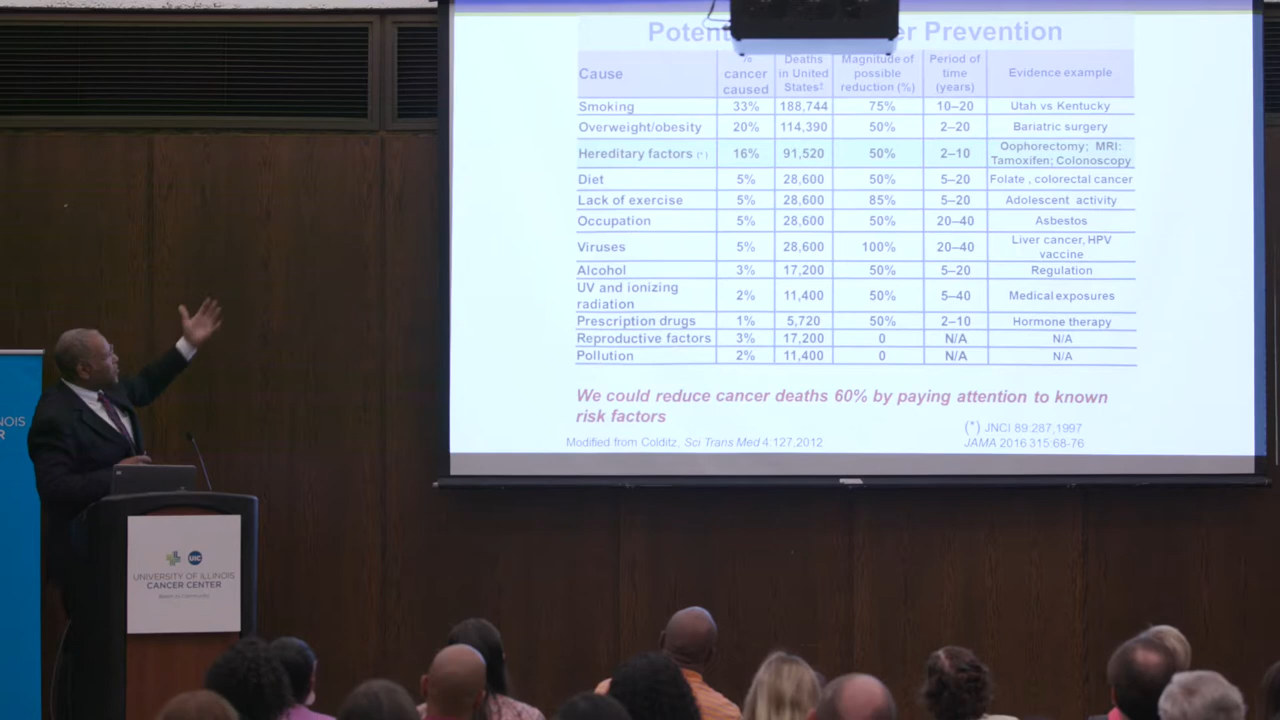 Poten er Prevention
Cause % cancer caused Deaths in United States‡ Magnitude of possible reduction (%) Period of time (years) Evidence example
Smoking 33% 188,744 75% 10–20 Utah vs Kentucky
Overweight/obesity 20% 114,390 50% 2–20 Bariatric surgery
Hereditary factors (*) 16% 91,520 50% 2–10 Oophorectomy; MRI: Tamoxifen; Colonoscopy
Diet 5% 28,600 50% 5–20 Folate , colorectal cancer
Lack of exercise 5% 28,600 85% 5–20 Adolescent activity
Occupation 5% 28,600 50% 20–40 Asbestos
Viruses 5% 28,600 100% 20–40 Liver cancer, HPV vaccine
Alcohol 3% 17,200 50% 5–20 Regulation
UV and ionizing radiation 2% 11,400 50% 5–40 Medical exposures
Prescription drugs 1% 5,720 50% 2–10 Hormone therapy
Reproductive factors 3% 17,200 0 N/A N/A
Pollution 2% 11,400 0 N/A N/A
We could reduce cancer deaths 60% by paying attention to known
risk factors
(*) JNCI 89:287,1997
Modified from Colditz, Sci Trans Med 4:127,2012
JAMA 2016 315:68-76
NOIS
R
UIC
UNIVERSITY OF ILLINOIS
CANCER CENTER